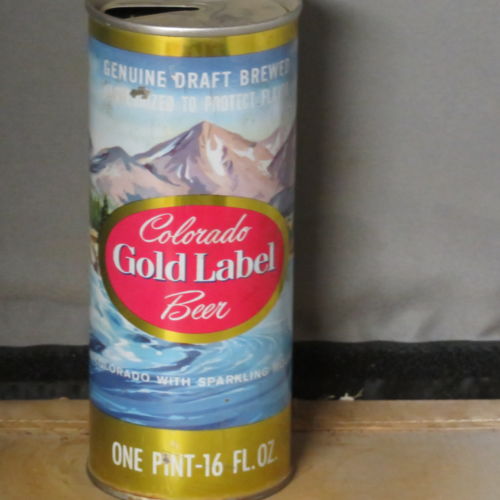 GENUINE DRAFT BREWED
TO PROTECT
Colorado
Gold Label
Beer
COLORADO WITH SPARKLING
ONE PINT-16 FL.OZ.